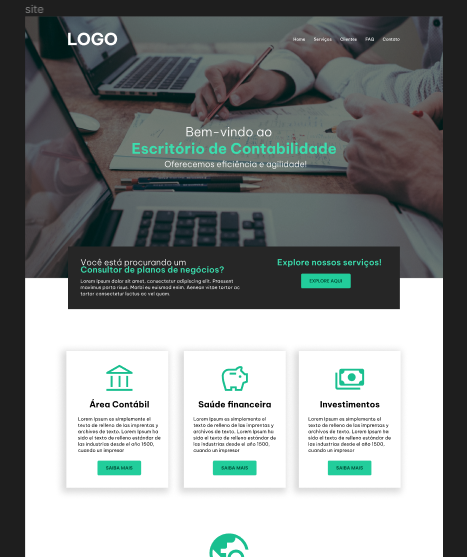 site
LOGO
Home Serviços Clientes FAQ Contato
Bem-vindo ao
Escritório de Contabilidade
Oferecemos eficiência e agilidade!
Você está procurando um
Consultor de planos de negócios?
Lorem ipsum dolor sit amet, consectetur adipiscing elit. Praesent
maximus porta risus. Morbi eu euismod enim. Aenean vitae tortor ac
tortor consectetur luctus ac vel quam.
Explore nossos serviços!
EXPLORE AQUI
Área Contábil
Lorem Ipsum es simplemente el
texto de relleno de las imprentas y
archivos de texto. Lorem Ipsum ha
sido el texto de relleno estándar de
las industrias desde el año 1500,
cuando un impresor
SAIBA MAIS
Saúde financeira
Lorem Ipsum es simplemente el
texto de relleno de las imprentas y
archivos de texto. Lorem Ipsum ha
sido el texto de relleno estándar de
las industrias desde el año 1500,
cuando un impresor
SAIBA MAIS
Investimentos
Lorem Ipsum es simplemente el
texto de relleno de las imprentas y
archivos de texto. Lorem Ipsum ha
sido el texto de relleno estándar de
las industrias desde el año 1500,
cuando un impresor
SAIBA MAIS